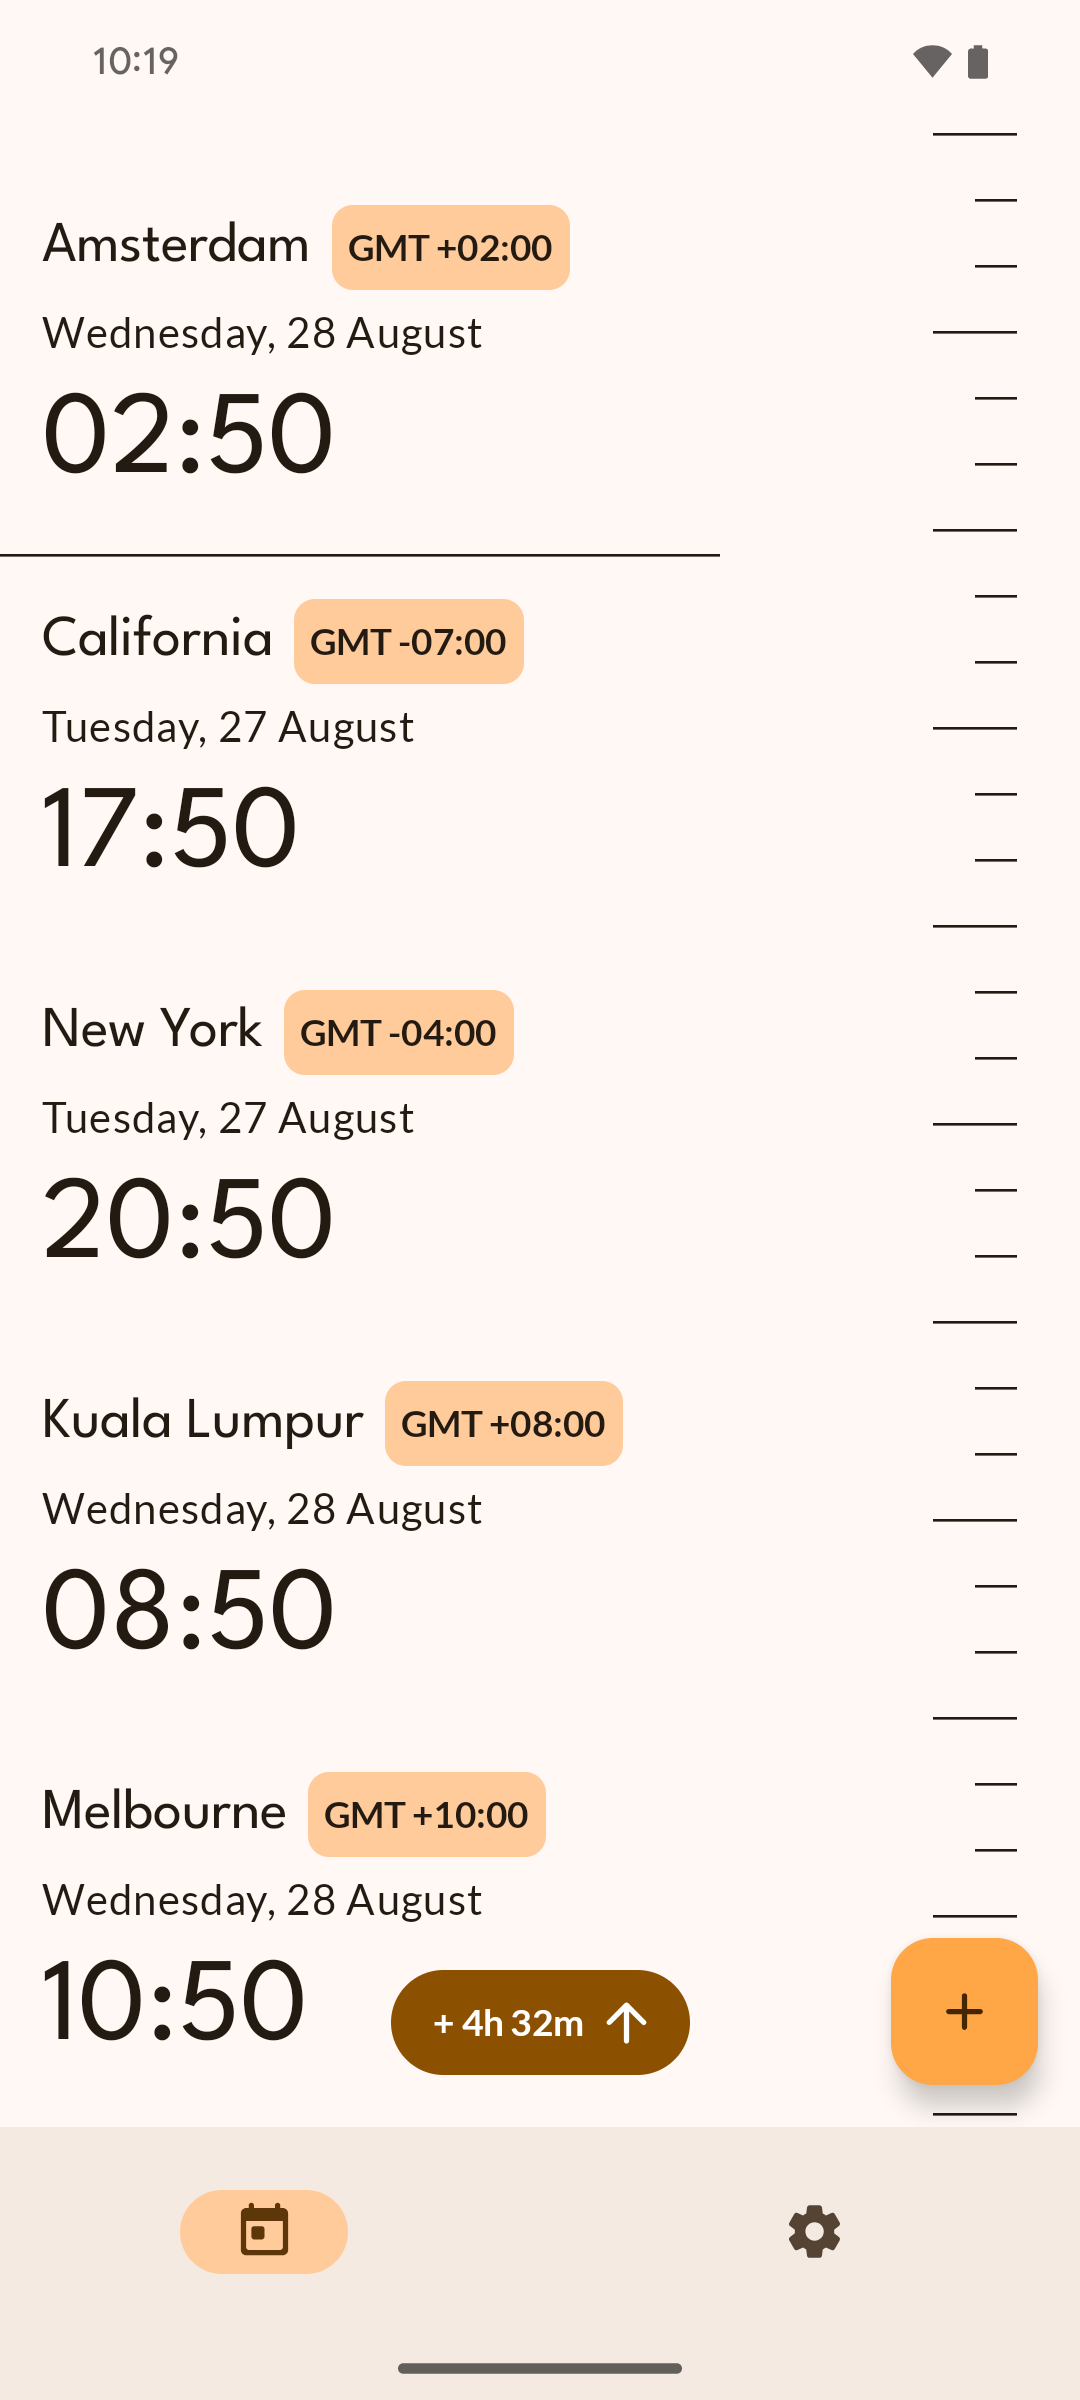 10:19
Amsterdam GMT +02:00
Wednesday, 28 August
02:50
California GMT -07:00
Tuesday, 27 August
17:50
New York GMT -04:00
Tuesday, 27 August
20:50
Kuala Lumpur GMT +08:00
Wednesday, 28 August
08:50
Melbourne GMT +10:00
Wednesday, 28 August
10:50
+ 4h 32m